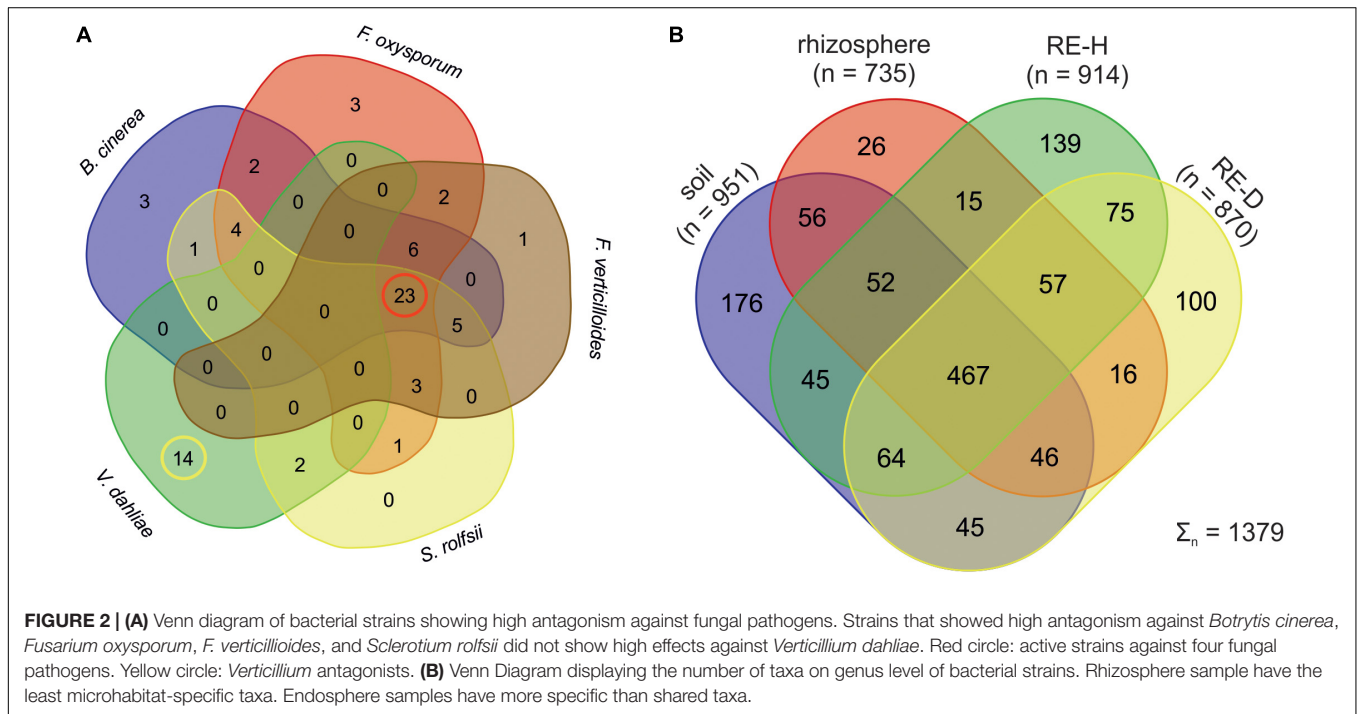 A
B. cinerea
F. oxysporum
F. verticilloides
V. dahliae
S. rolfsii
3
0
2
0
2
3
0
1
4
0
6
1
0
0
0
23
0
5
0
0
0
0
0
3
0
0
0
0
14
2
1
0
B
rhizosphere
(n = 735)
RE-H
(n = 914)
soil
(n = 951)
RE-D
(n = 870)
26
139
56
15
75
176
52
57
100
45
467
16
64
46
45
Σn = 1379
FIGURE 2 | (A) Venn diagram of bacterial strains showing high antagonism against fungal pathogens. Strains that showed high antagonism against Botrytis cinerea,
Fusarium oxysporum, F. verticillioides, and Sclerotium rolfsii did not show high effects against Verticillium dahliae. Red circle: active strains against four fungal
pathogens. Yellow circle: Verticillium antagonists. (B) Venn Diagram displaying the number of taxa on genus level of bacterial strains. Rhizosphere sample have the
least microhabitat-specific taxa. Endosphere samples have more specific than shared taxa.